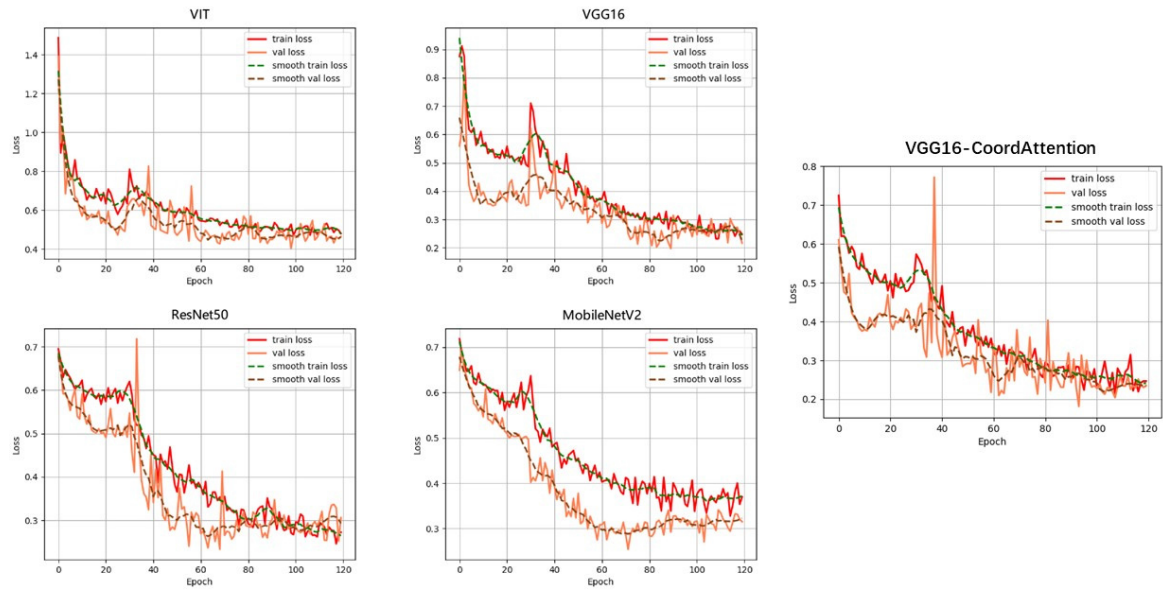 VIT
train loss
val loss
smooth train loss
smooth val loss
1.4
1.2
1.0
0.8
0.6
0.4
Loss
0 20 40 60 80 100 120
Epoch
VGG16
train loss
val loss
smooth train loss
smooth val loss
0.9
0.8
0.7
0.6
0.5
0.4
0.3
0.2
Loss
0 20 40 60 80 100 120
Epoch
VGG16-CoordAttention
train loss
val loss
smooth train loss
smooth val loss
0.8
0.7
0.6
0.5
0.4
0.3
0.2
Loss
0 20 40 60 80 100 120
Epoch
ResNet50
train loss
val loss
smooth train loss
smooth val loss
0.7
0.6
0.5
0.4
0.3
Loss
0 20 40 60 80 100 120
Epoch
MobileNetV2
train loss
val loss
smooth train loss
smooth val loss
0.7
0.6
0.5
0.4
0.3
Loss
0 20 40 60 80 100 120
Epoch